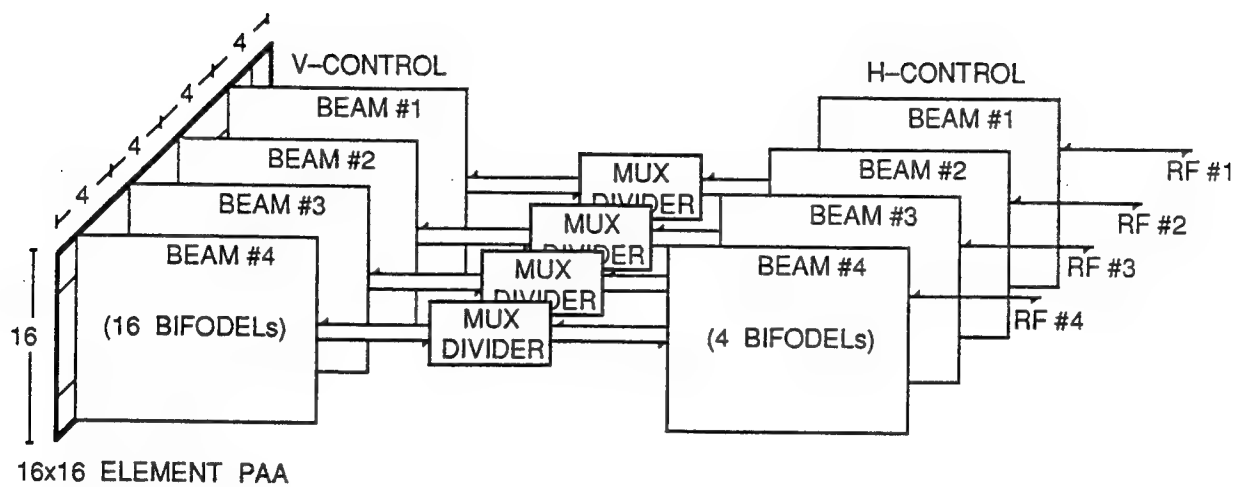 4
4
4
4
V-CONTROL
H-CONTROL
BEAM #1
BEAM #2
BEAM #3
BEAM #4
(16 BIFODELs)
MUX
DIVIDER
MUX
DIVIDER
MUX
DIVIDER
MUX
DIVIDER
BEAM #1
BEAM #2
BEAM #3
BEAM #4
(4 BIFODELs)
RF #1
RF #2
RF #3
RF #4
16
16x16 ELEMENT PAA